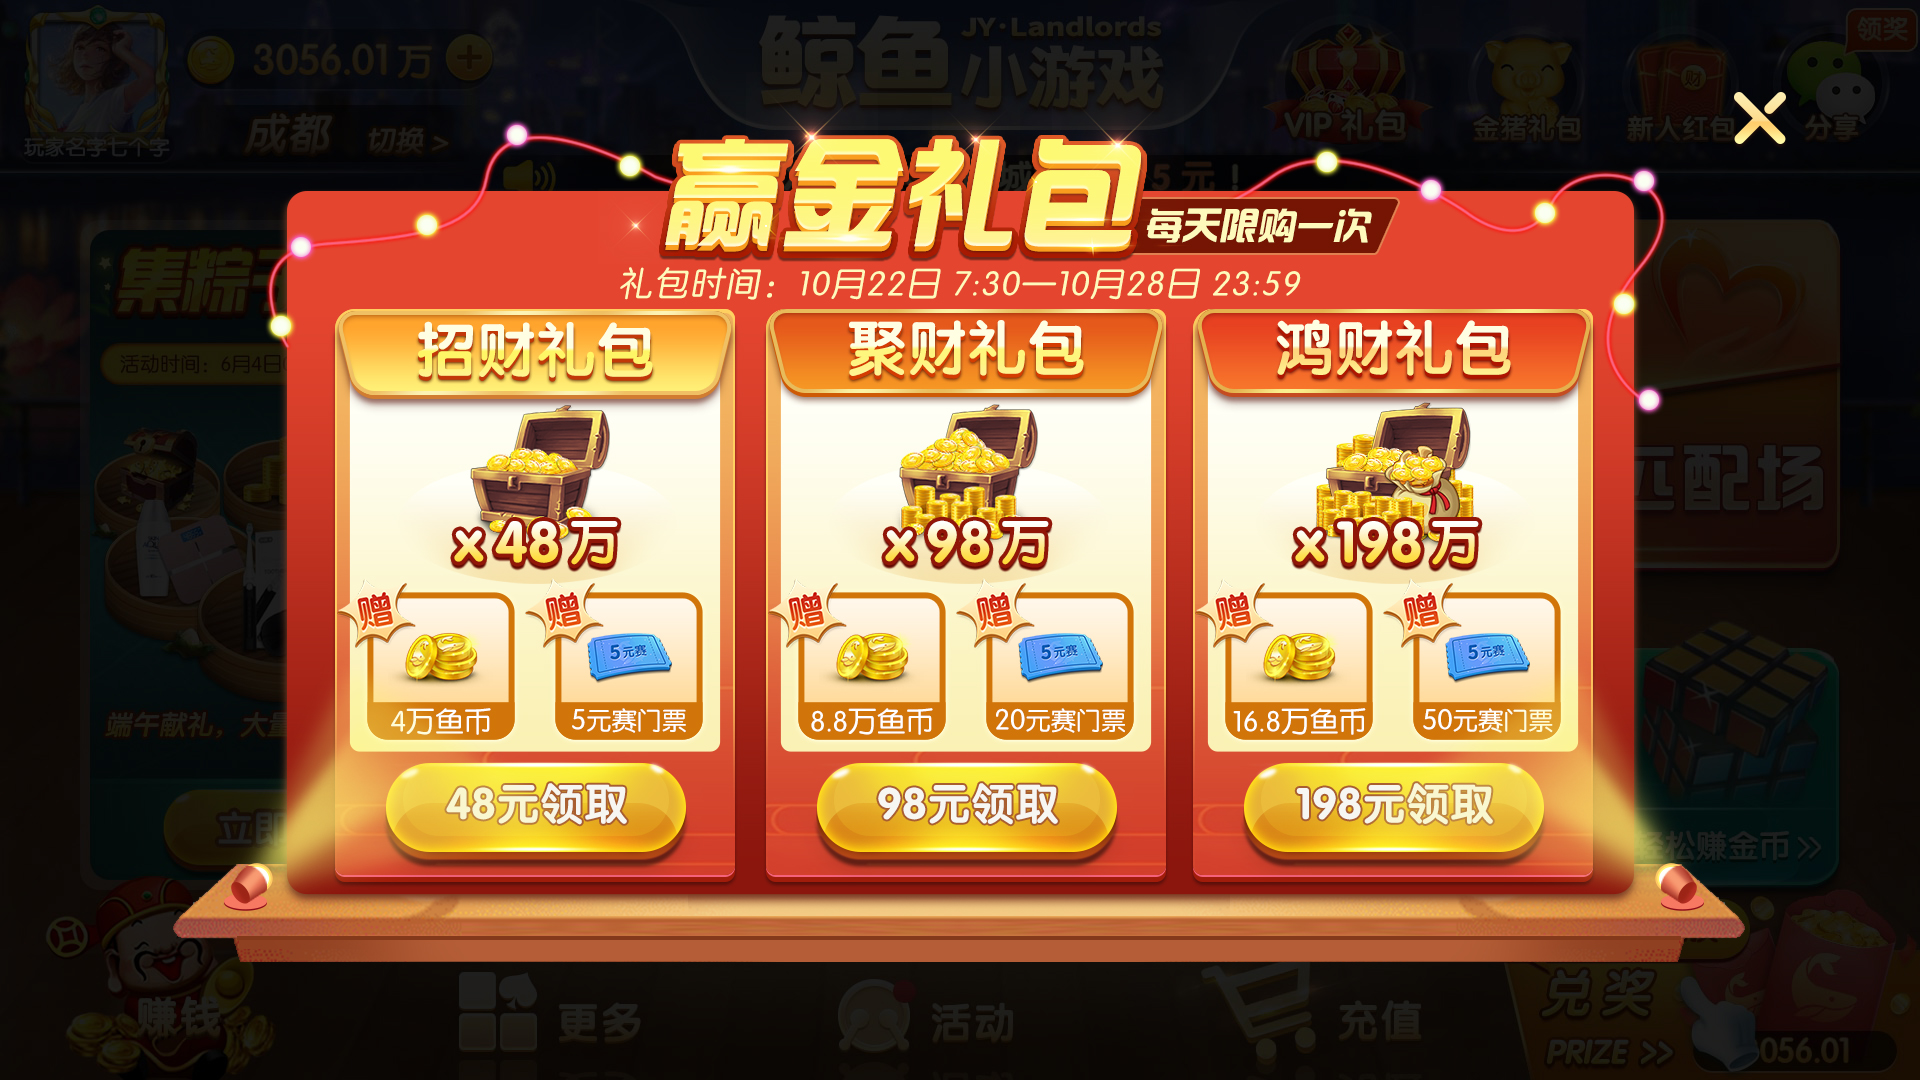 3056.01万
鲸鱼
JY·Landlords
小游戏
领奖
玩家名字七个字
成都
切换 >
VIP 礼包
金猪礼包
新人红包
分享
赢金礼包
每天限购一次
5元！
礼包时间：10月22日 7:30—10月28日 23:59
集粽
活动时间：6月4日
招财礼包
聚财礼包
鸿财礼包
匹配场
x48万
x98万
x198万
赠
赠
赠
赠
赠
赠
5元赛
5元赛
5元赛
4万鱼币
5元赛门票
8.8万鱼币
20元赛门票
16.8万鱼币
50元赛门票
端午献礼，大量
48元领取
98元领取
198元领取
立即
轻松赚金币 >>
赚钱
更多
活动
充值
兑奖
PRIZE >>
056.01